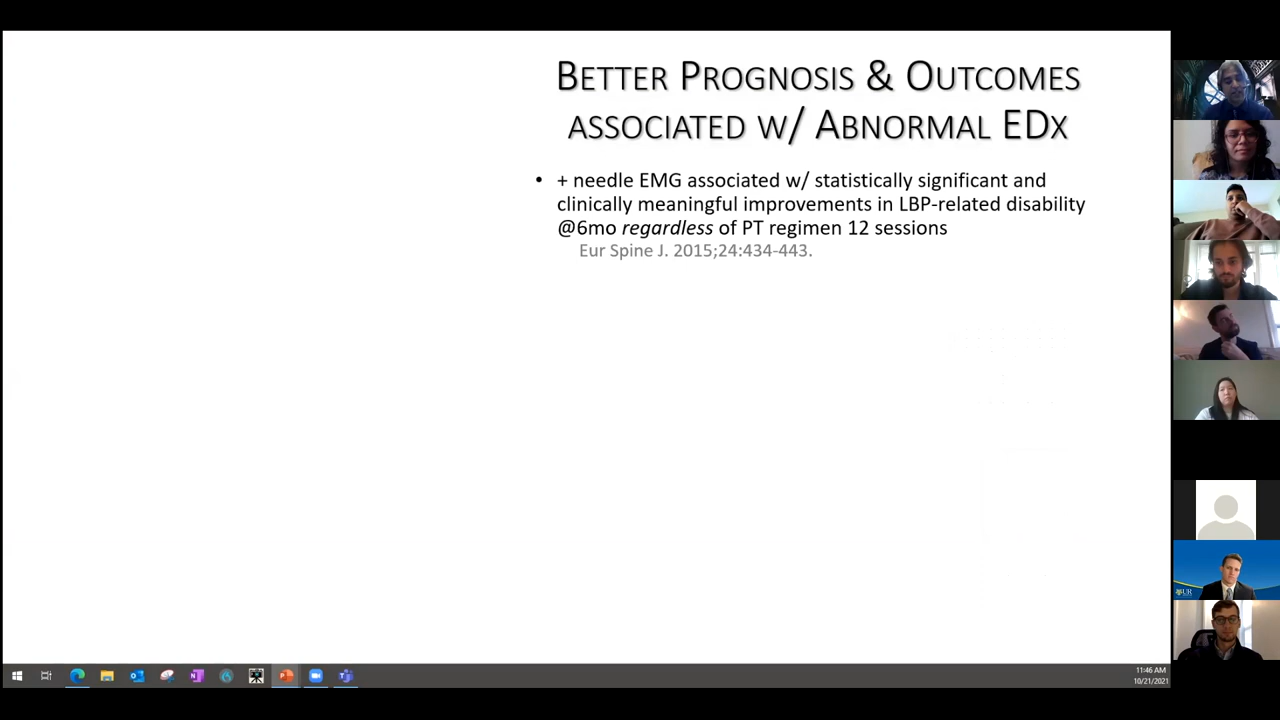 BETTER PROGNOSIS & OUTCOMES
ASSOCIATED W/ ABNORMAL EDX
• + needle EMG associated w/ statistically significant and
clinically meaningful improvements in LBP-related disability
@6mo regardless of PT regimen 12 sessions
Eur Spine J. 2015;24:434-443.
UR
11:46 AM
10/21/2021